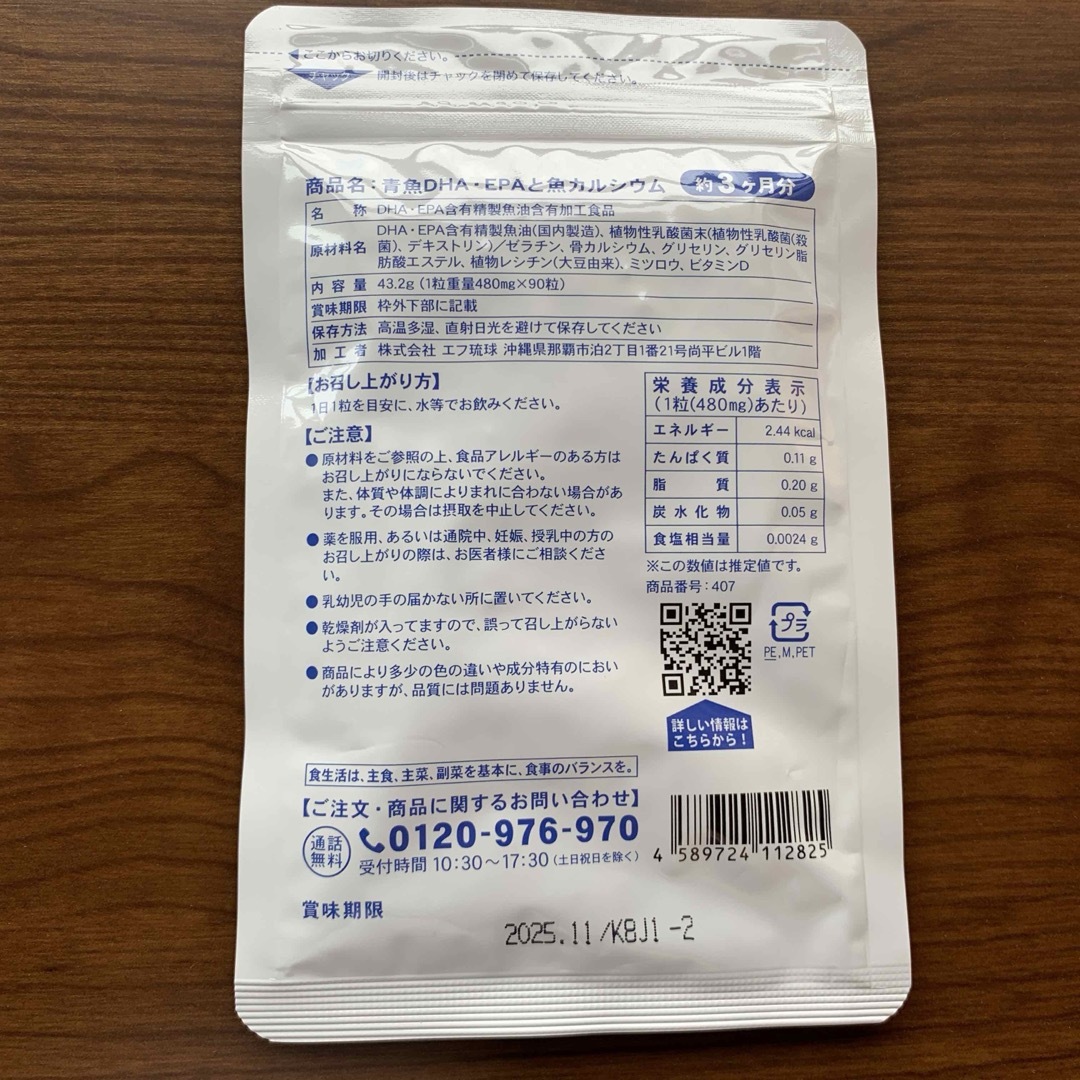 ここからお切りください。
チャック 開封後はチャックを閉めて保存してください。
商品名：青魚DHA・EPAと魚カルシウム 約3ヶ月分
名称 DHA・EPA含有精製魚油含有加工食品
原材料名 DHA・EPA含有精製魚油(国内製造)、植物性乳酸菌末(植物性乳酸菌(殺
菌)、デキストリン)／ゼラチン、骨カルシウム、グリセリン、グリセリン脂
肪酸エステル、植物レシチン(大豆由来)、ミツロウ、ビタミンD
内容量 43.2g (1粒重量480mg×90粒)
賞味期限 枠外下部に記載
保存方法 高温多湿、直射日光を避けて保存してください
加工者 株式会社 エフ琉球 沖縄県那覇市泊2丁目1番21号尚平ビル1階
【お召し上がり方】
1日1粒を目安に、水等でお飲みください。
【ご注意】
●原材料をご参照の上、食品アレルギーのある方は
お召し上がりにならないでください。
また、体質や体調によりまれに合わない場合があ
ります。その場合は摂取を中止してください。
●薬を服用、あるいは通院中、妊娠、授乳中の方の
お召し上がりの際は、お医者様にご相談くださ
い。
●乳幼児の手の届かない所に置いてください。
●乾燥剤が入ってますので、誤って召し上がらない
ようご注意ください。
●商品により多少の色の違いや成分特有のにおい
がありますが、品質には問題ありません。
栄養成分表示
(1粒(480mg)あたり)
エネルギー 2.44 kcal
たんぱく質 0.11 g
脂質 0.20 g
炭水化物 0.05 g
食塩相当量 0.0024 g
※この数値は推定値です。
商品番号：407
プラ
PE,M,PET
詳しい情報は
こちらから！
食生活は、主食、主菜、副菜を基本に、食事のバランスを。
【ご注文・商品に関するお問い合わせ】
通話
無料
0120-976-970
受付時間 10:30～17:30 (土日祝日を除く)
4 589724 112825
賞味期限
2025.11/K8J1-2